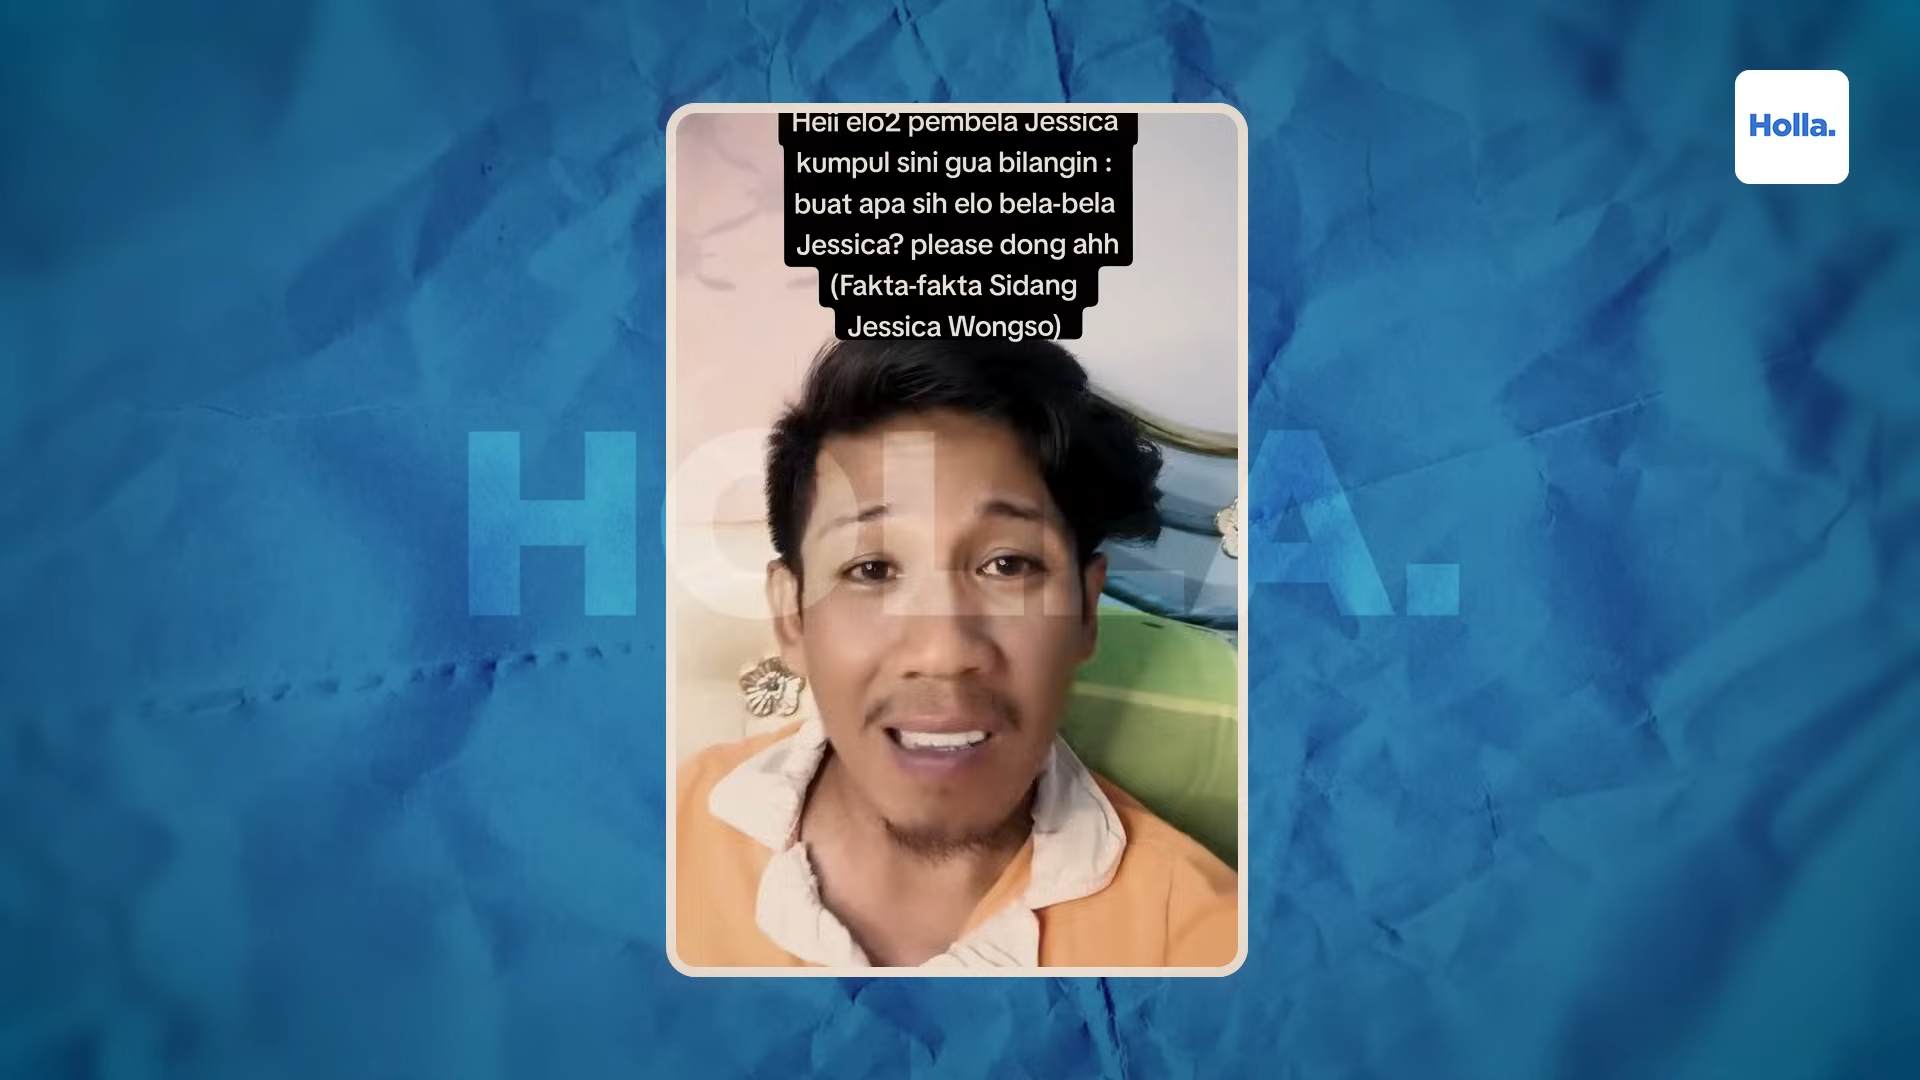 Heii elo2 pembela Jessica
kumpul sini gua bilangin :
buat apa sih elo bela-bela
Jessica? please dong ahh
(Fakta-fakta Sidang
Jessica Wongso)
Holla.
HOLLA.